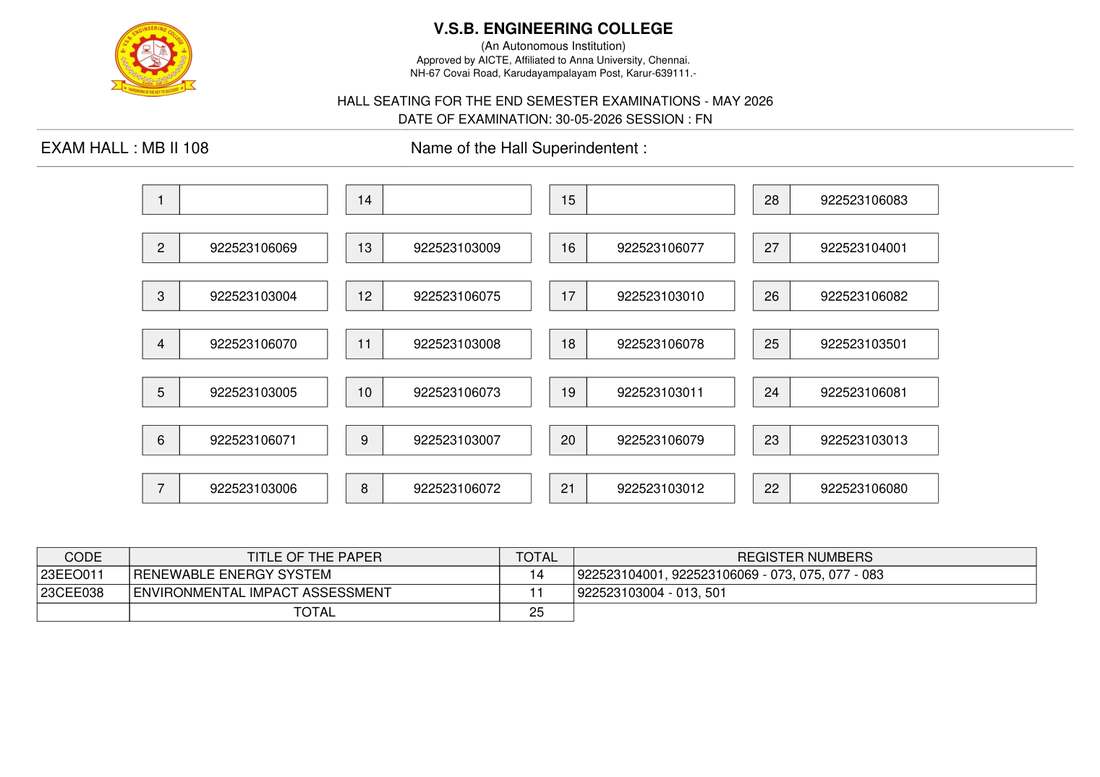 V.S.B. ENGINEERING COLLEGE
(An Autonomous Institution)
Approved by AICTE, Affiliated to Anna University, Chennai.
NH-67 Covai Road, Karudayampalayam Post, Karur-639111.-
HALL SEATING FOR THE END SEMESTER EXAMINATIONS - MAY 2026
DATE OF EXAMINATION: 30-05-2026 SESSION : FN
EXAM HALL : MB II 108 Name of the Hall Superindentent :
1 14 15 28 922523106083
2 922523106069 13 922523103009 16 922523106077 27 922523104001
3 922523103004 12 922523106075 17 922523103010 26 922523106082
4 922523106070 11 922523103008 18 922523106078 25 922523103501
5 922523103005 10 922523106073 19 922523103011 24 922523106081
6 922523106071 9 922523103007 20 922523106079 23 922523103013
7 922523103006 8 922523106072 21 922523103012 22 922523106080
CODE TITLE OF THE PAPER TOTAL REGISTER NUMBERS
23EEO011 RENEWABLE ENERGY SYSTEM 14 922523104001, 922523106069 - 073, 075, 077 - 083
23CEE038 ENVIRONMENTAL IMPACT ASSESSMENT 11 922523103004 - 013, 501
TOTAL 25